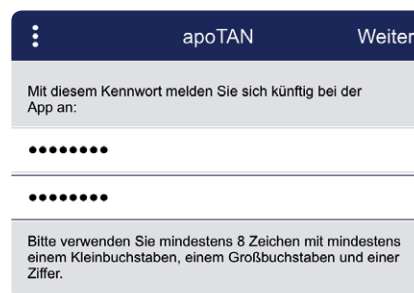 apoTAN Weiter
Mit diesem Kennwort melden Sie sich künftig bei der
App an:
••••••••
••••••••
Bitte verwenden Sie mindestens 8 Zeichen mit mindestens
einem Kleinbuchstaben, einem Großbuchstaben und einer
Ziffer.